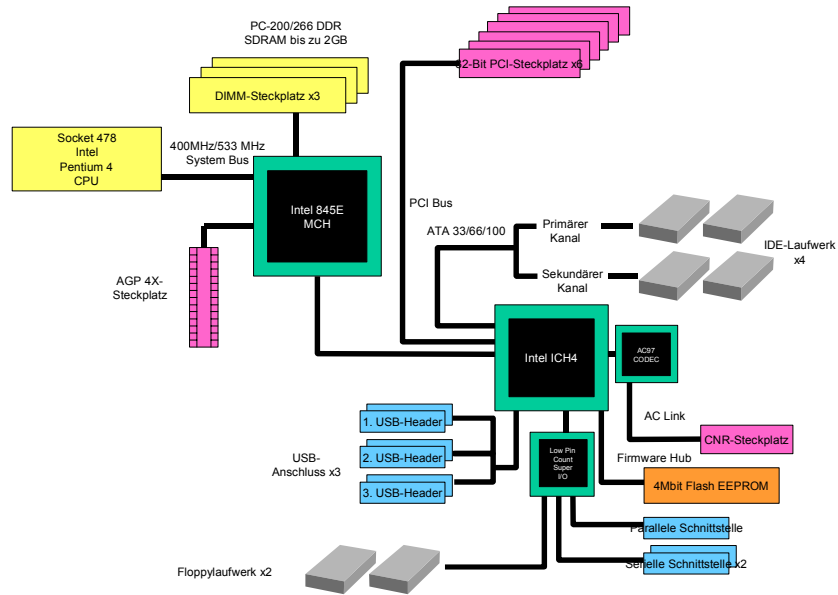 PC-200/266 DDR
SDRAM bis zu 2GB
32-Bit PCI-Steckplatz x6
DIMM-Steckplatz x3
Socket 478
Intel
Pentium 4
CPU
400MHz/533 MHz
System Bus
Intel 845E
MCH
PCI Bus
ATA 33/66/100
Primärer
Kanal
IDE-Laufwerk
x4
Sekundärer
Kanal
AGP 4X-
Steckplatz
Intel ICH4
AC97
CODEC
AC Link
CNR-Steckplatz
1. USB-Header
2. USB-Header
3. USB-Header
USB-
Anschluss x3
Low Pin
Count
Super
I/O
Firmware Hub
4Mbit Flash EEPROM
Parallele Schnittstelle
Serielle Schnittstelle x2
Floppylaufwerk x2